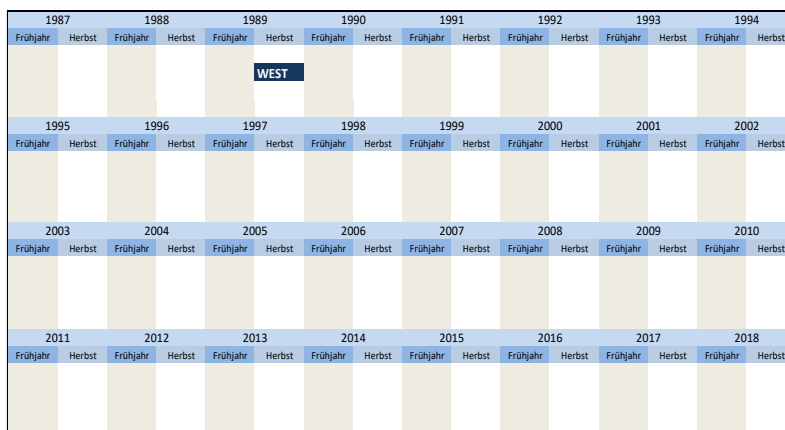 1987 1988 1989 1990 1991 1992 1993 1994
Frühjahr Herbst Frühjahr Herbst Frühjahr Herbst Frühjahr Herbst Frühjahr Herbst Frühjahr Herbst Frühjahr Herbst Frühjahr Herbst
WEST
1995 1996 1997 1998 1999 2000 2001 2002
Frühjahr Herbst Frühjahr Herbst Frühjahr Herbst Frühjahr Herbst Frühjahr Herbst Frühjahr Herbst Frühjahr Herbst Frühjahr Herbst
2003 2004 2005 2006 2007 2008 2009 2010
Frühjahr Herbst Frühjahr Herbst Frühjahr Herbst Frühjahr Herbst Frühjahr Herbst Frühjahr Herbst Frühjahr Herbst Frühjahr Herbst
2011 2012 2013 2014 2015 2016 2017 2018
Frühjahr Herbst Frühjahr Herbst Frühjahr Herbst Frühjahr Herbst Frühjahr Herbst Frühjahr Herbst Frühjahr Herbst Frühjahr Herbst